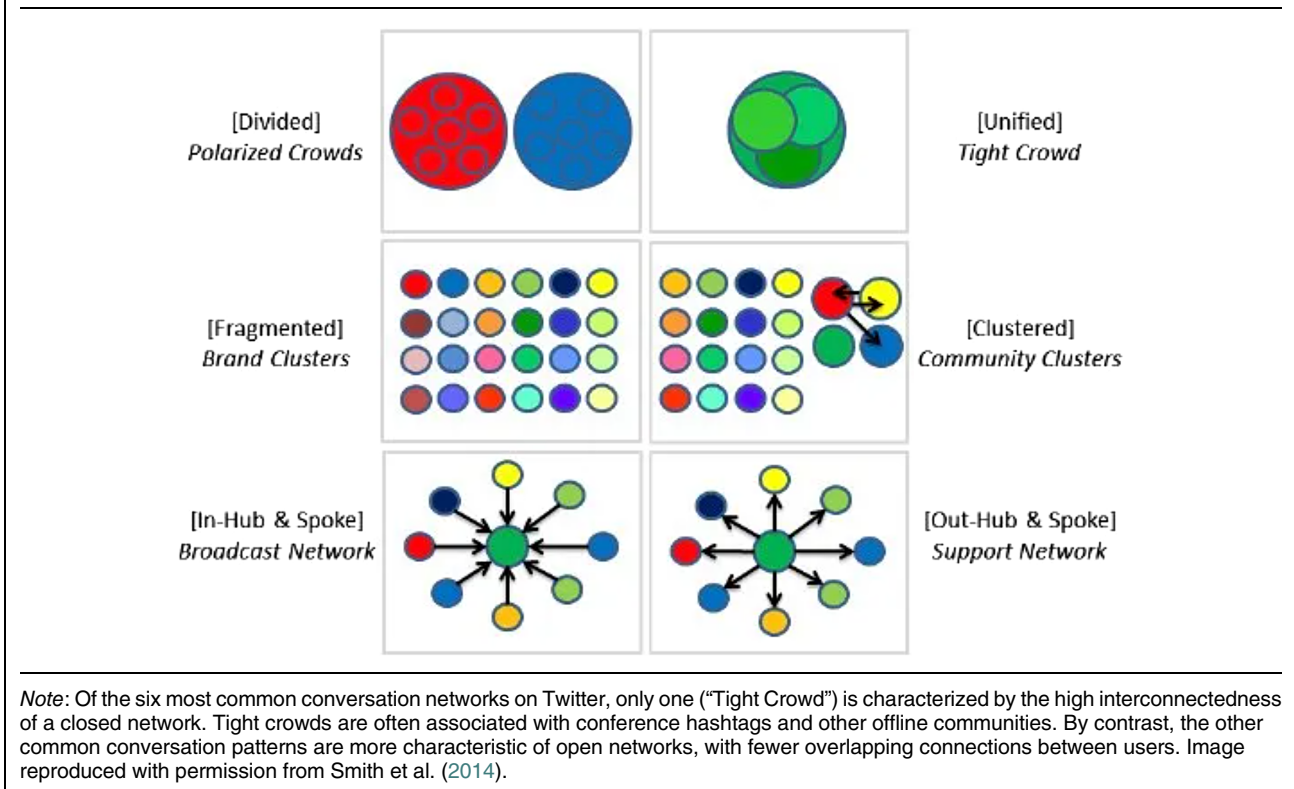 [Divided]
Polarized Crowds
[Unified]
Tight Crowd
[Fragmented]
Brand Clusters
[Clustered]
Community Clusters
[In-Hub & Spoke]
Broadcast Network
[Out-Hub & Spoke]
Support Network
Note: Of the six most common conversation networks on Twitter, only one (“Tight Crowd”) is characterized by the high interconnectedness
of a closed network. Tight crowds are often associated with conference hashtags and other offline communities. By contrast, the other
common conversation patterns are more characteristic of open networks, with fewer overlapping connections between users. Image
reproduced with permission from Smith et al. (2014).